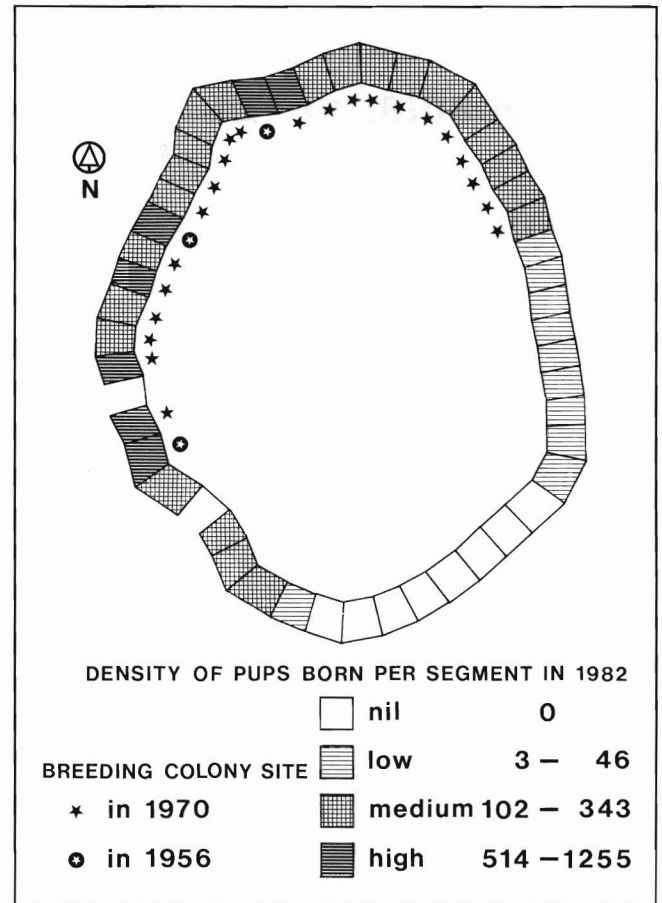 N
DENSITY OF PUPS BORN PER SEGMENT IN 1982
nil 0
BREEDING COLONY SITE
low 3 – 46
★ in 1970
medium 102 – 343
✪ in 1956
high 514 – 1255